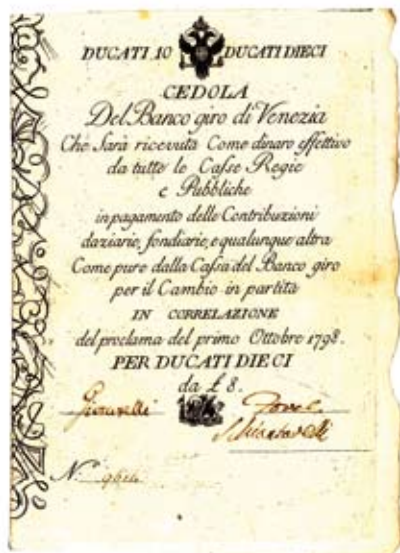 DUCATI 10 DUCATI DIECI
CEDOLA
Del Banco giro di Venezia
Che Sarà ricevuta Come dinaro effettivo
da tutte le Casse Regie
e Pubbliche
in pagamento delle Contribuzioni
daziarie, fondiarie, e qualunque altra
Come pure dalla Cassa del Banco giro
per il Cambio in partita
IN CORRELAZIONE
del proclama del primo Ottobre 1798.
PER DUCATI DIECI
da £ 8.
N.